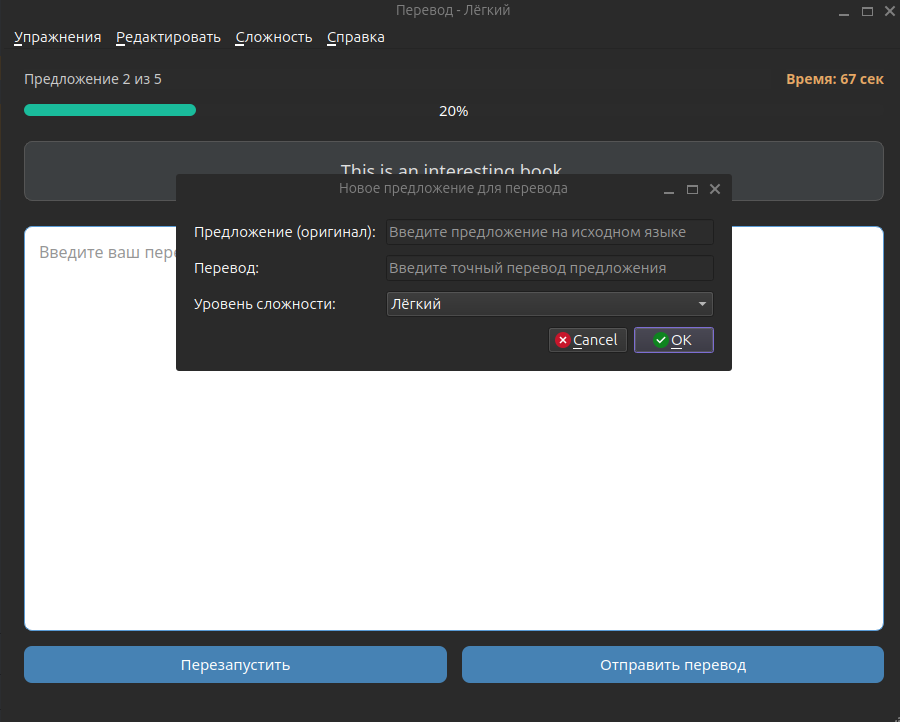 Перевод - Лёгкий
Упражнения Редактировать Сложность Справка
Предложение 2 из 5 Время: 67 сек
20%
This is an interesting book
Новое предложение для перевода
Предложение (оригинал): Введите предложение на исходном языке
Введите ваш пере
Перевод: Введите точный перевод предложения
Уровень сложности: Лёгкий
Cancel OK
Перезапустить Отправить перевод